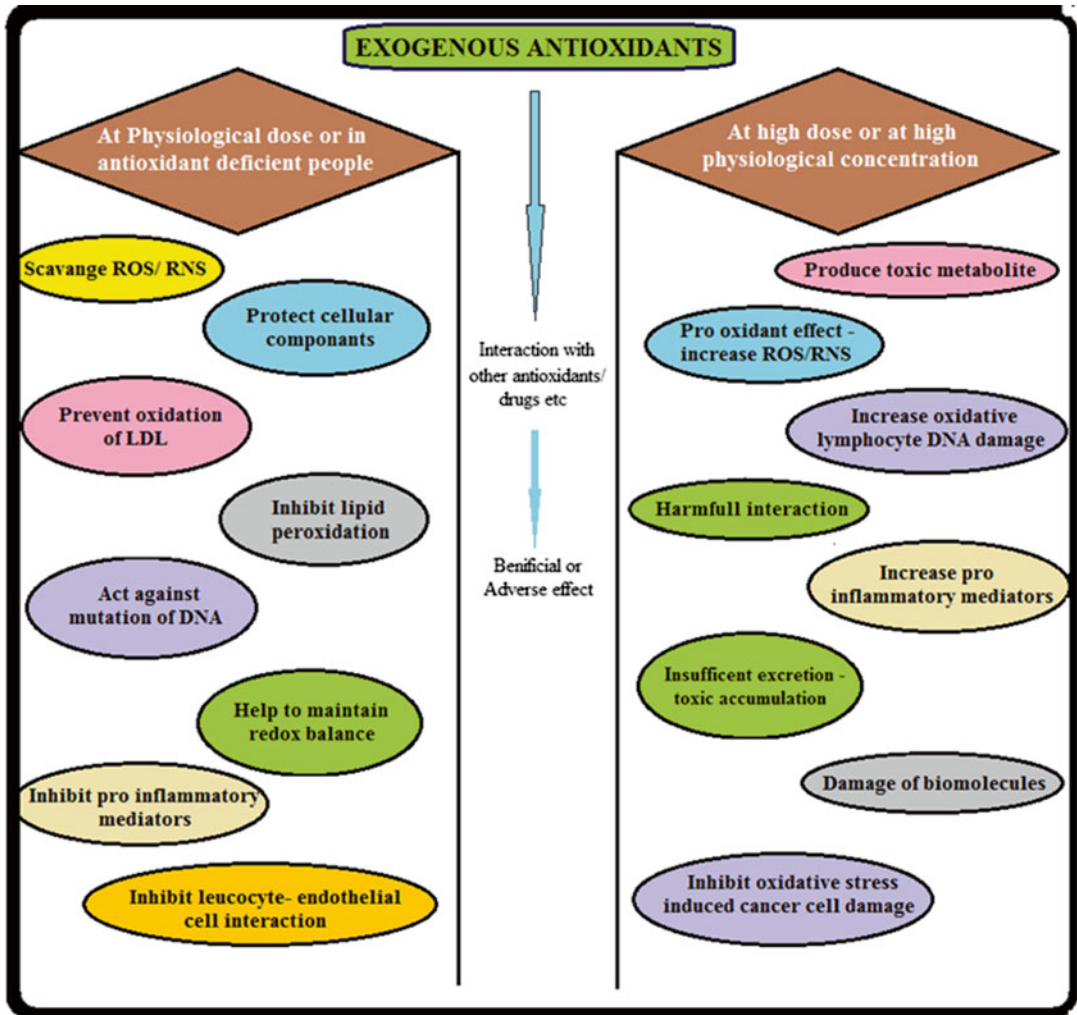 EXOGENOUS ANTIOXIDANTS
At Physiological dose or in
antioxidant deficient people
Scavange ROS/ RNS
Protect cellular
componants
Prevent oxidation
of LDL
Inhibit lipid
peroxidation
Act against
mutation of DNA
Help to maintain
redox balance
Inhibit pro inflammatory
mediators
Inhibit leucocyte- endothelial
cell interaction
Interaction with
other antioxidants/
drugs etc
Benificial or
Adverse effect
At high dose or at high
physiological concentration
Produce toxic metabolite
Pro oxidant effect -
increase ROS/RNS
Increase oxidative
lymphocyte DNA damage
Harmfull interaction
Increase pro
inflammatory mediators
Insufficent excretion -
toxic accumulation
Damage of biomolecules
Inhibit oxidative stress
induced cancer cell damage